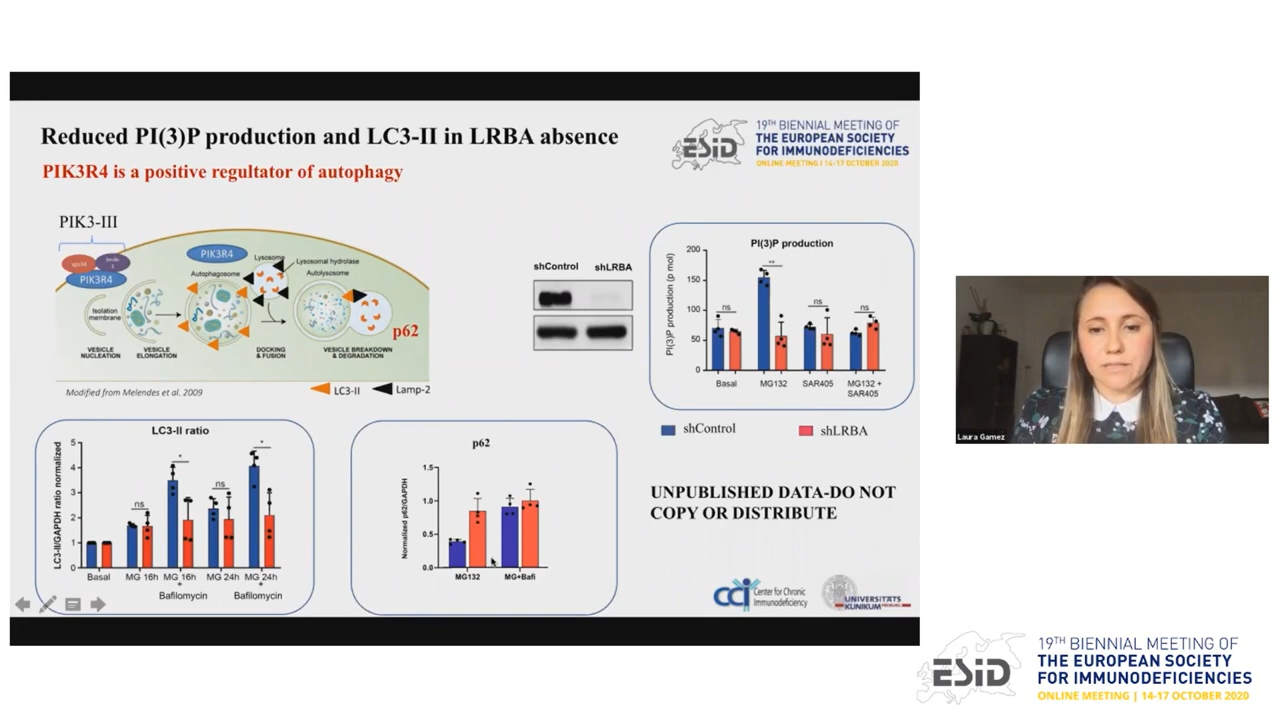 Reduced PI(3)P production and LC3-II in LRBA absence
PIK3R4 is a positive regultator of autophagy
ESiD
19TH BIENNIAL MEETING OF
THE EUROPEAN SOCIETY
FOR IMMUNODEFICIENCIES
ONLINE MEETING | 14-17 OCTOBER 2020
PIK3-III
vps34
PIK3R4
PIK3R4
Isolation
membrane
Autophagosome
Lysosome
Lysosomal hydrolase
Autolysosome
p62
VESICLE
NUCLEATION
VESICLE
ELONGATION
DOCKING
& FUSION
VESICLE BREAKDOWN
& DEGRADATION
Modified from Melendes et al. 2009
LC3-II
Lamp-2
shControl
shLRBA
PI(3)P production
PI(3)P production (p mol)
200
150
100
50
0
ns
**
ns
ns
Basal
MG132
SAR405
MG132 +
SAR405
shControl
shLRBA
LC3-II ratio
LC3-II/GAPDH ratio normalized
5
4
3
2
1
0
ns
*
ns
*
Basal
MG 16h
MG 16h
+
Bafilomycin
MG 24h
MG 24h
+
Bafilomycin
p62
Normalized p62/GAPDH
1.5
1.0
0.5
0.0
MG132
MG+Bafi
UNPUBLISHED DATA-DO NOT
COPY OR DISTRIBUTE
CCI
Center for Chronic
Immunodeficiency
UNIVERSITÄTS
KLINIKUM
Laura Gamez
ESiD
19TH BIENNIAL MEETING OF
THE EUROPEAN SOCIETY
FOR IMMUNODEFICIENCIES
ONLINE MEETING | 14-17 OCTOBER 2020